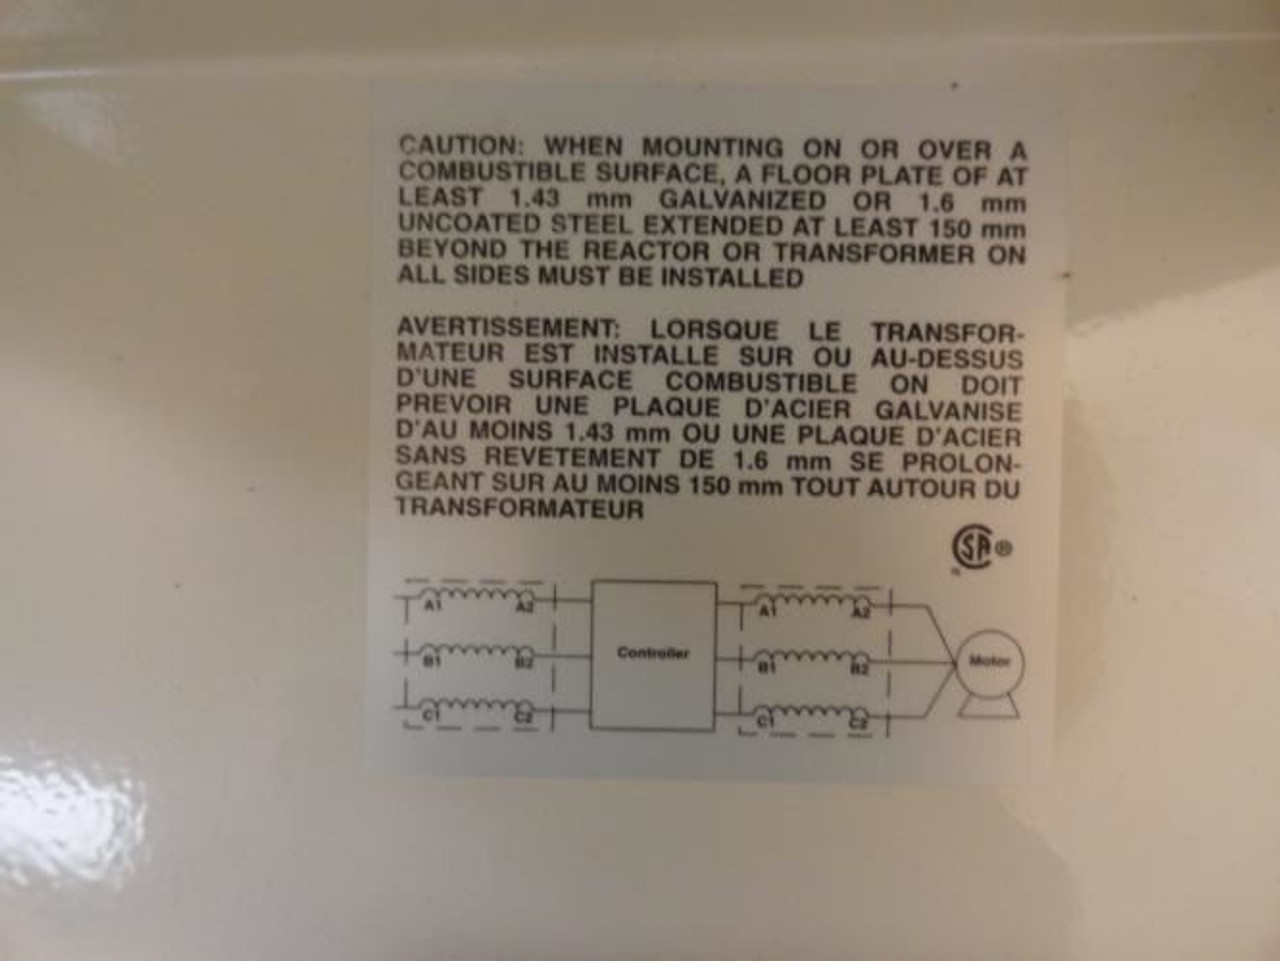 CAUTION: WHEN MOUNTING ON OR OVER A
COMBUSTIBLE SURFACE, A FLOOR PLATE OF AT
LEAST 1.43 mm GALVANIZED OR 1.6 mm
UNCOATED STEEL EXTENDED AT LEAST 150 mm
BEYOND THE REACTOR OR TRANSFORMER ON
ALL SIDES MUST BE INSTALLED
AVERTISSEMENT: LORSQUE LE TRANSFOR-
MATEUR EST INSTALLE SUR OU AU-DESSUS
D'UNE SURFACE COMBUSTIBLE ON DOIT
PREVOIR UNE PLAQUE D'ACIER GALVANISE
D'AU MOINS 1.43 mm OU UNE PLAQUE D'ACIER
SANS REVETEMENT DE 1.6 mm SE PROLON-
GEANT SUR AU MOINS 150 mm TOUT AUTOUR DU
TRANSFORMATEUR
SA ®
A1 A2 A1 A2
B1 B2 Controller B1 B2 Motor
C1 C2 C1 C2